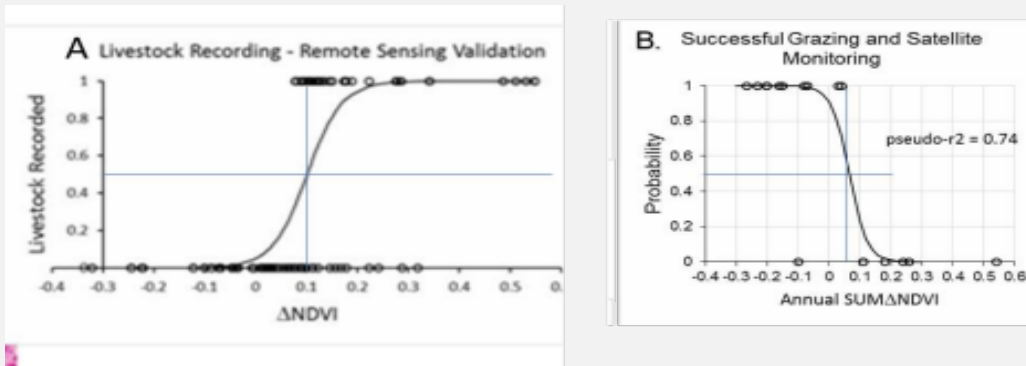 A Livestock Recording - Remote Sensing Validation
1
0.8
0.6
0.4
0.2
Livestock Recorded
-0.4 -0.3 -0.2 -0.1 0 0.1 0.2 0.3 0.4 0.5 0.
ΔNDVI
B. Successful Grazing and Satellite
Monitoring
1
0.8
0.6
0.4
0.2
0
Probability
pseudo-r2 = 0.74
-0.4 -0.3 -0.2 -0.1 0 0.1 0.2 0.3 0.4 0.5 0.6
Annual SUMΔNDVI